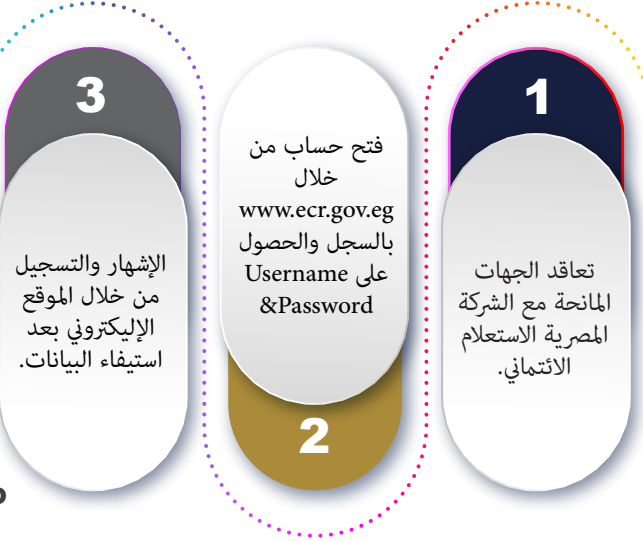 1
تعاقد الجهات
المانحة مع الشركة
المصرية الاستعلام
الائتماني.
فتح حساب من
خلال
www.ecr.gov.eg
بالسجل والحصول
على Username
&Password
2
3
الإشهار والتسجيل
من خلال الموقع
الإليكتروني بعد
استيفاء البيانات.